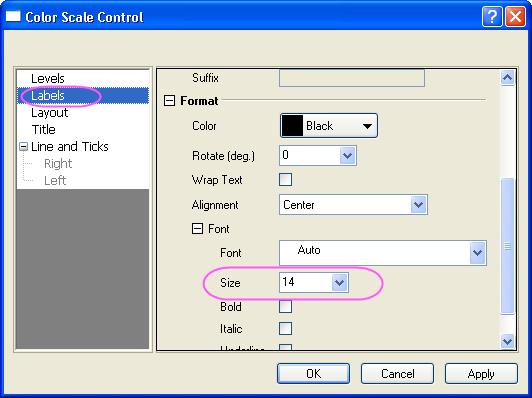 Color Scale Control
Levels
Labels
Layout
Title
Line and Ticks
Right
Left
Suffix
Format
Color Black
Rotate (deg.) 0
Wrap Text
Alignment Center
Font
Font Auto
Size 14
Bold
Italic
Underline
OK Cancel Apply